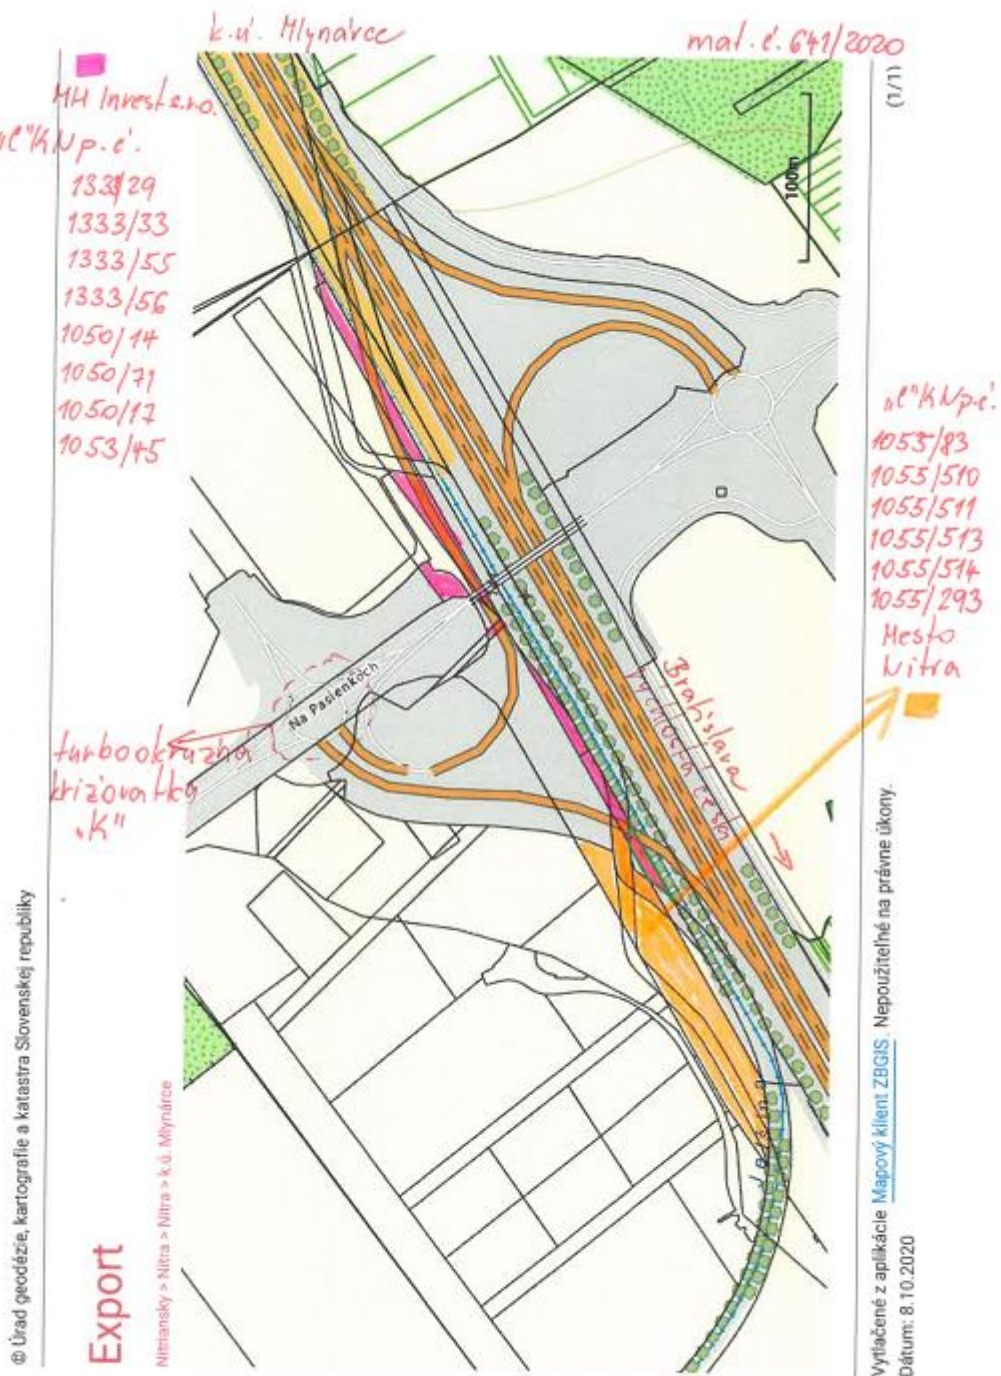 k.ú. Mlynárce
mat. č. 641/2020
MH Invest s.r.o.
"C" KN p.č.
1333/29
1333/33
1333/55
1333/56
1050/14
1050/71
1050/17
1053/45
"C" KN p.č.
1055/83
1055/510
1055/511
1055/513
1055/514
1055/293
Mesto
Nitra
turbookružná
križovatka
"K"
Na Pasienkoch
Bratislava
rýchlostná cesta
100m
(1/1)
© Úrad geodézie, kartografie a katastra Slovenskej republiky
Export
Nitriansky > Nitra > Nitra > k.ú. Mlynárce
Vytlačené z aplikácie Mapový klient ZBGIS. Nepoužiteľné na právne úkony.
Dátum: 8.10.2020